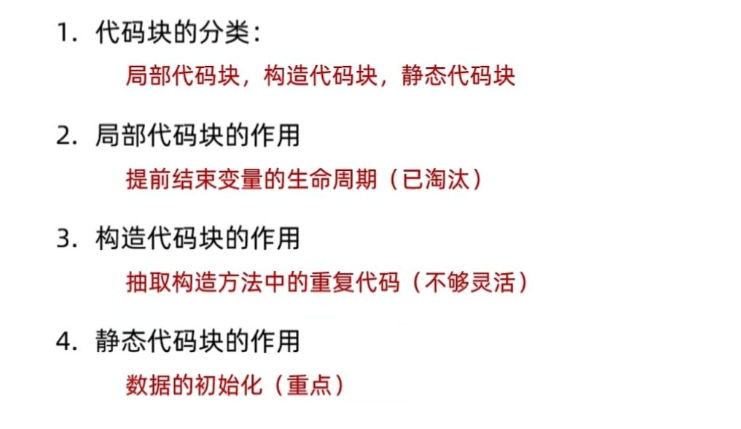 1. 代码块的分类：
局部代码块，构造代码块，静态代码块
2. 局部代码块的作用
提前结束变量的生命周期（已淘汰）
3. 构造代码块的作用
抽取构造方法中的重复代码（不够灵活）
4. 静态代码块的作用
数据的初始化（重点）